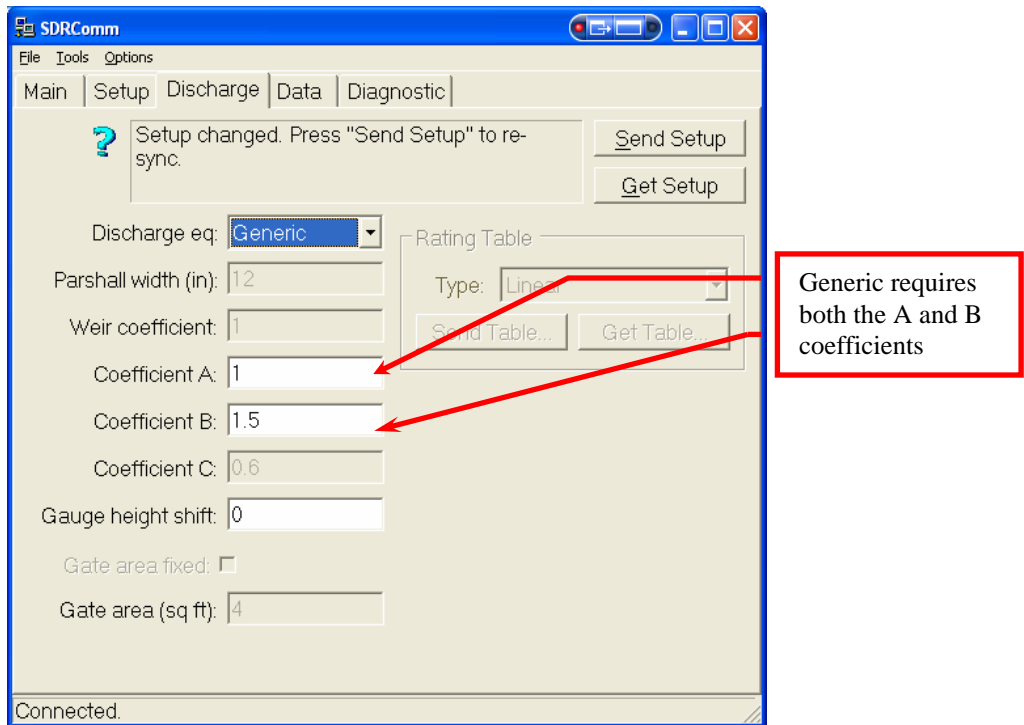 SDRComm
File Tools Options
Main Setup Discharge Data Diagnostic
Setup changed. Press "Send Setup" to re-
sync.
Send Setup
Get Setup
Discharge eq: Generic
Parshall width (in): 12
Weir coefficient: 1
Coefficient A: 1
Coefficient B: 1.5
Coefficient C: 0.6
Gauge height shift: 0
Gate area fixed:
Gate area (sq ft): 4
Rating Table
Type: Linear
Send Table... Get Table...
Generic requires
both the A and B
coefficients
Connected.